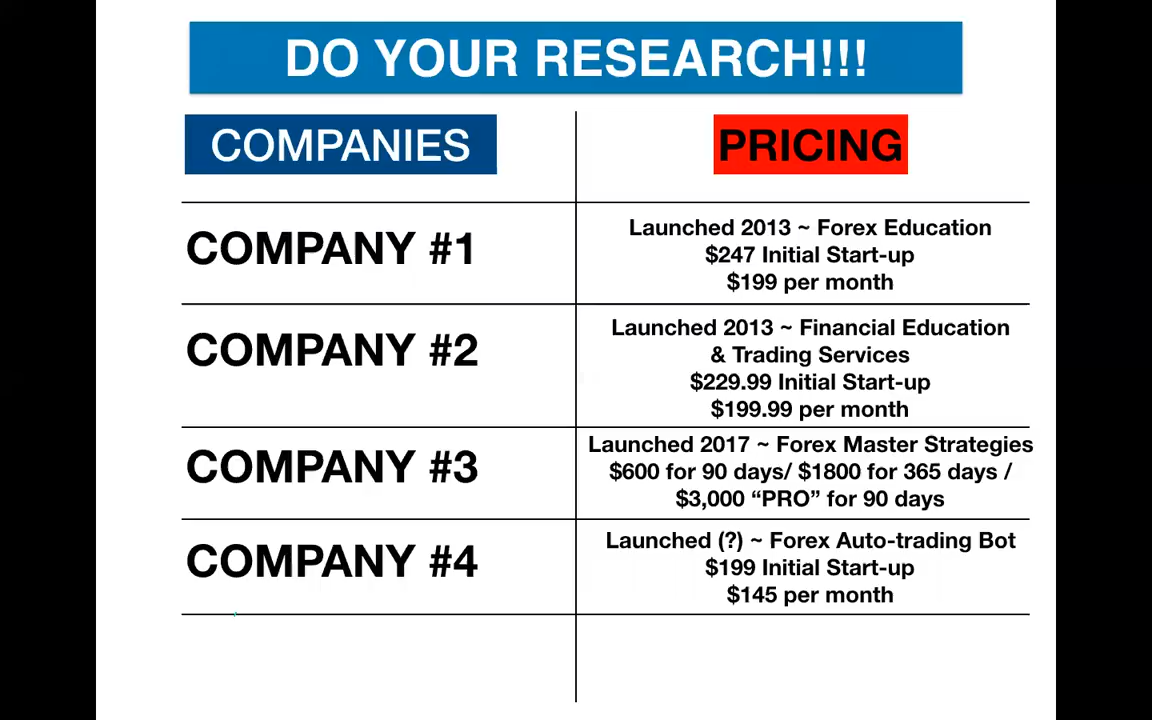 DO YOUR RESEARCH!!!
COMPANIES
PRICING
COMPANY #1
Launched 2013 ~ Forex Education
$247 Initial Start-up
$199 per month
COMPANY #2
Launched 2013 ~ Financial Education
& Trading Services
$229.99 Initial Start-up
$199.99 per month
COMPANY #3
Launched 2017 ~ Forex Master Strategies
$600 for 90 days/ $1800 for 365 days /
$3,000 “PRO” for 90 days
COMPANY #4
Launched (?) ~ Forex Auto-trading Bot
$199 Initial Start-up
$145 per month